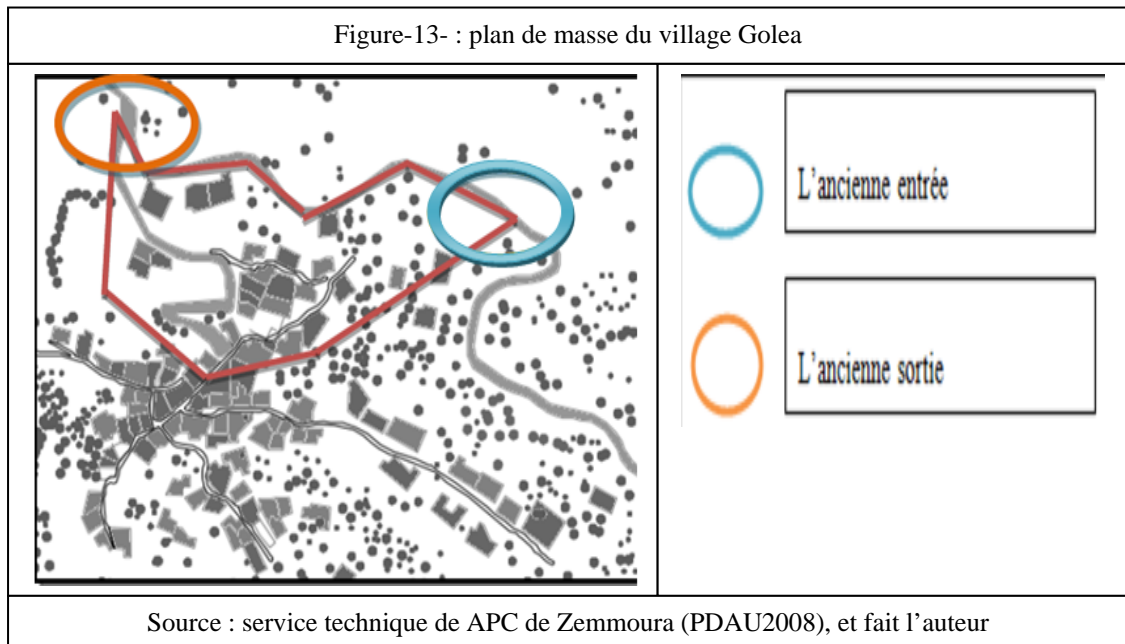 Figure-13- : plan de masse du village Golea
L'ancienne entrée
L'ancienne sortie
Source : service technique de APC de Zemmoura (PDAU2008), et fait l'auteur